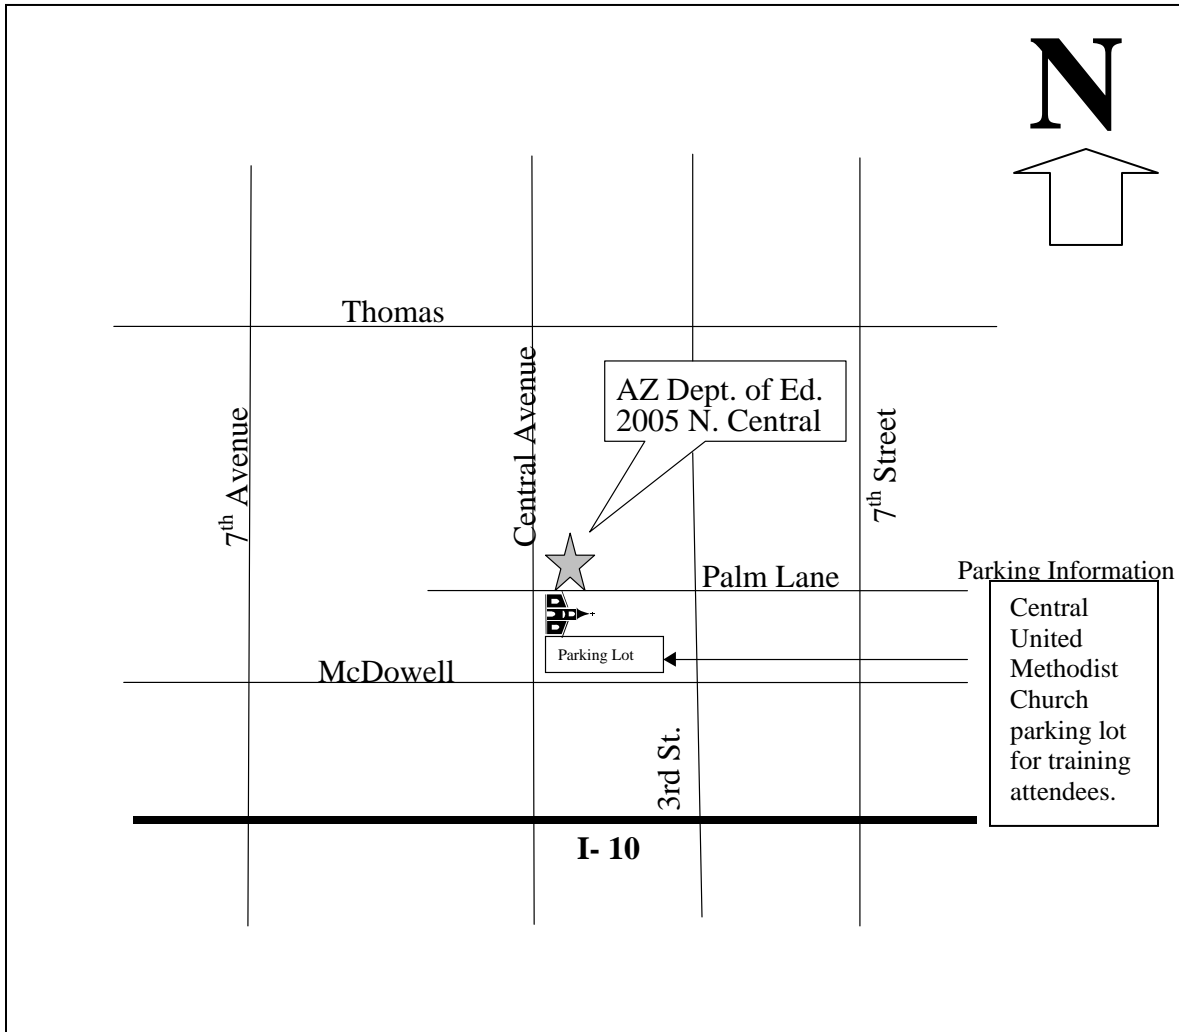 N
Thomas
AZ Dept. of Ed.
2005 N. Central
7th Avenue
Central Avenue
7th Street
Palm Lane
Parking Information
Central
United
Methodist
Church
parking lot
for training
attendees.
Parking Lot
McDowell
3rd St.
I- 10